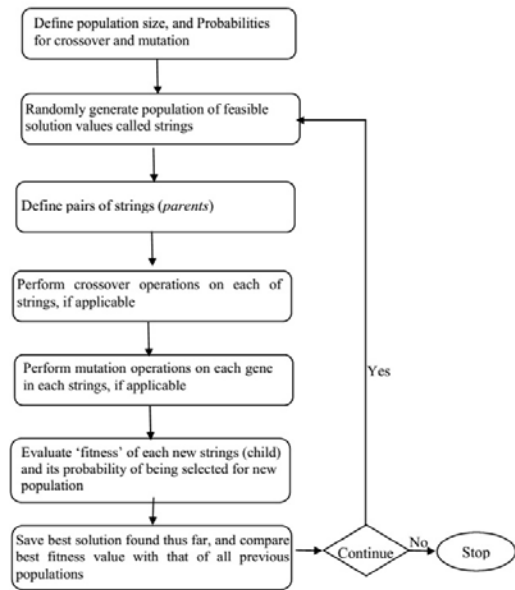 Define population size, and Probabilities
for crossover and mutation
Randomly generate population of feasible
solution values called strings
Define pairs of strings (parents)
Perform crossover operations on each of
strings, if applicable
Perform mutation operations on each gene
in each strings, if applicable
Yes
Evaluate ‘fitness’ of each new strings (child)
and its probability of being selected for new
population
Save best solution found thus far, and compare
best fitness value with that of all previous
populations
Continue
No
Stop